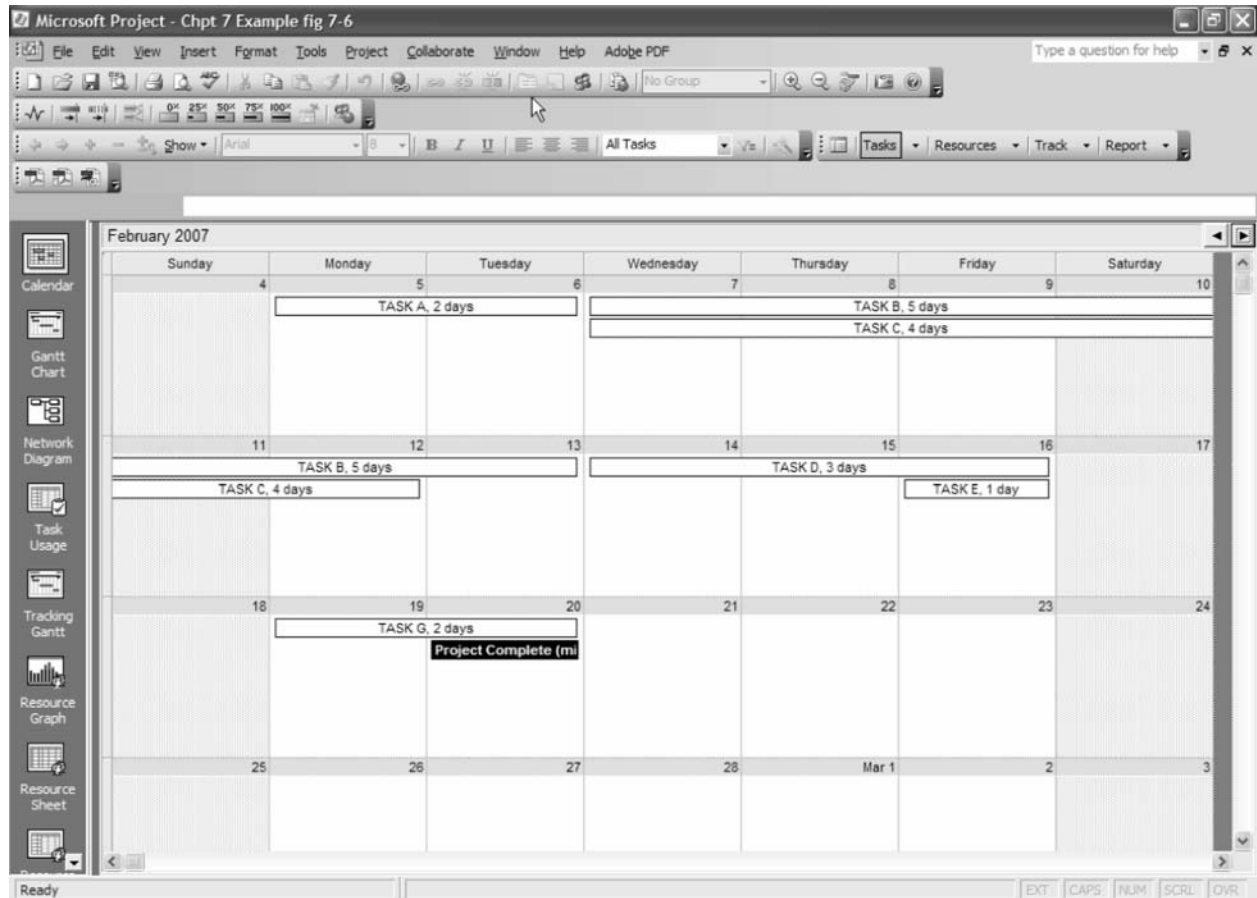 Microsoft Project - Chpt 7 Example fig 7-6
File Edit View Insert Format Tools Project Collaborate Window Help Adobe PDF Type a question for help
No Group
0% 25% 50% 75% 100%
Show Arial 8 B I U All Tasks Tasks Resources Track Report
February 2007
Sunday Monday Tuesday Wednesday Thursday Friday Saturday
Calendar
4 5 6 7 8 9 10
TASK A, 2 days TASK B, 5 days
TASK C, 4 days
Gantt
Chart
Network
Diagram
11 12 13 14 15 16 17
TASK B, 5 days TASK D, 3 days
TASK C, 4 days TASK E, 1 day
Task
Usage
Tracking
Gantt
18 19 20 21 22 23 24
TASK G, 2 days
Project Complete (mi
Resource
Graph
25 26 27 28 Mar 1 2 3
Resource
Sheet
Ready EXT CAPS NUM SCRL OVR